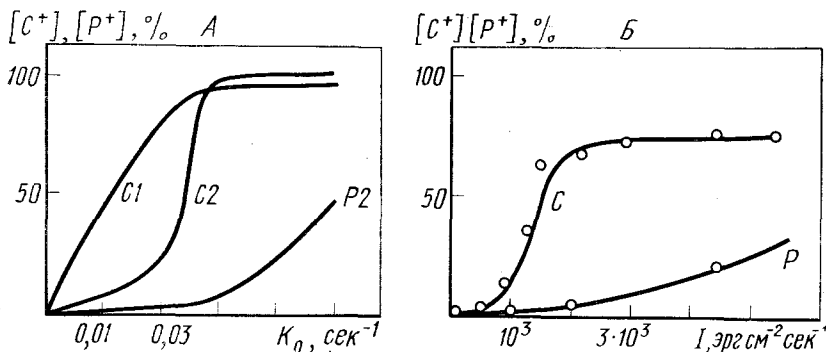 [C⁺],[P⁺],% А
100
50
C1
C2
P2
0,01
0,03
K₀, сек⁻¹
[C⁺][P⁺],% Б
100
50
C
P
10³
3·10³
I, эрг см⁻² сек⁻¹